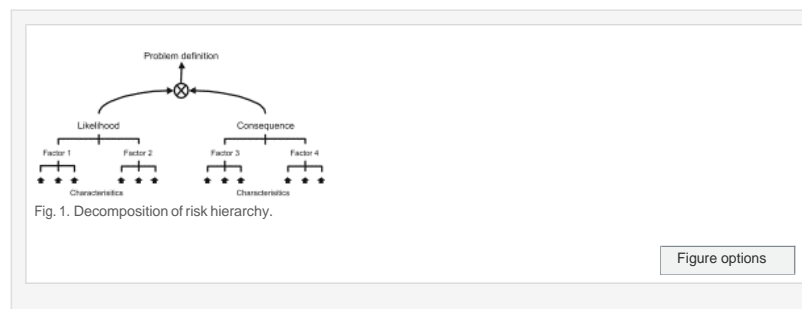 Problem definition
Likelihood Consequence
Factor 1 Factor 2 Factor 3 Factor 4
Characteristics Characteristics
Fig. 1. Decomposition of risk hierarchy.
Figure options